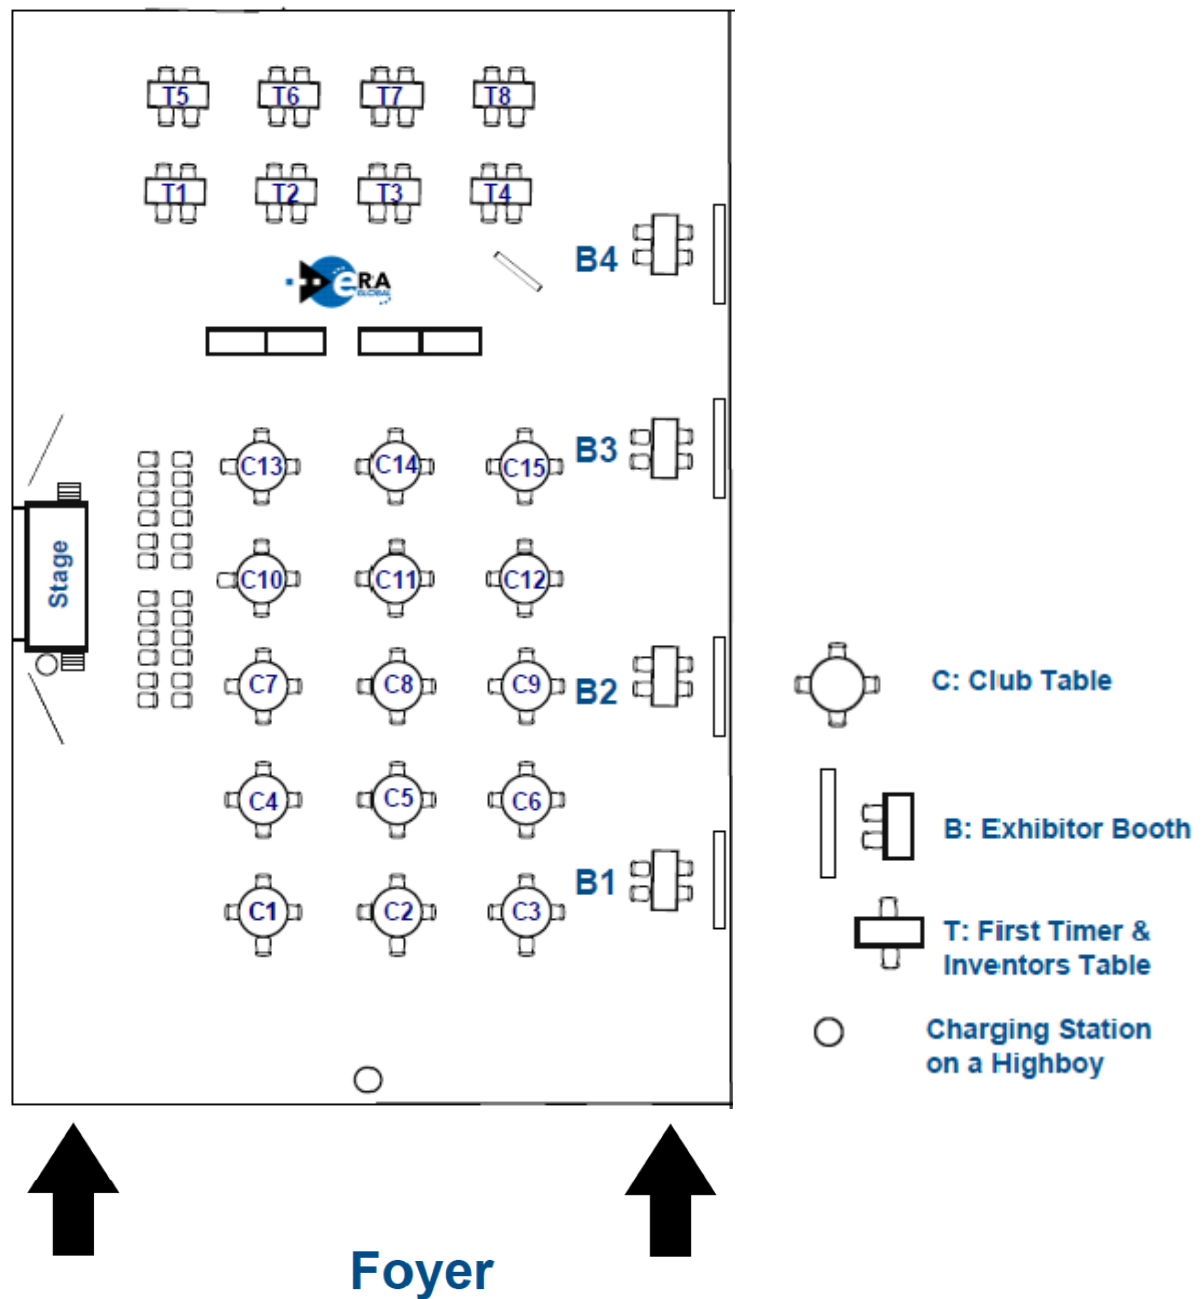 T5 T6 T7 T8
T1 T2 T3 T4
B4
eRA
GLOBAL
B3
C13 C14 C15
Stage
C10 C11 C12
C7 C8 C9
B2
C: Club Table
C4 C5 C6
B: Exhibitor Booth
B1
C1 C2 C3
T: First Timer &
Inventors Table
Charging Station
on a Highboy
Foyer